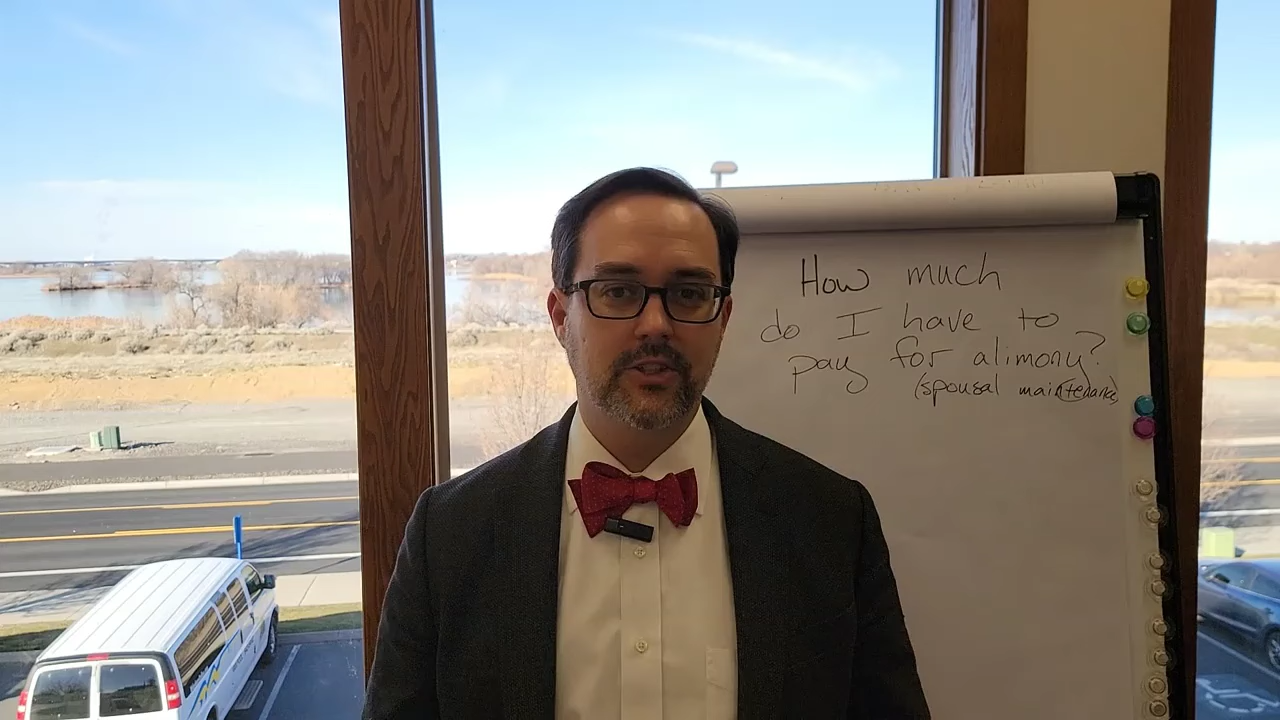 How much
do I have to
pay for alimony?
(spousal maintenance)